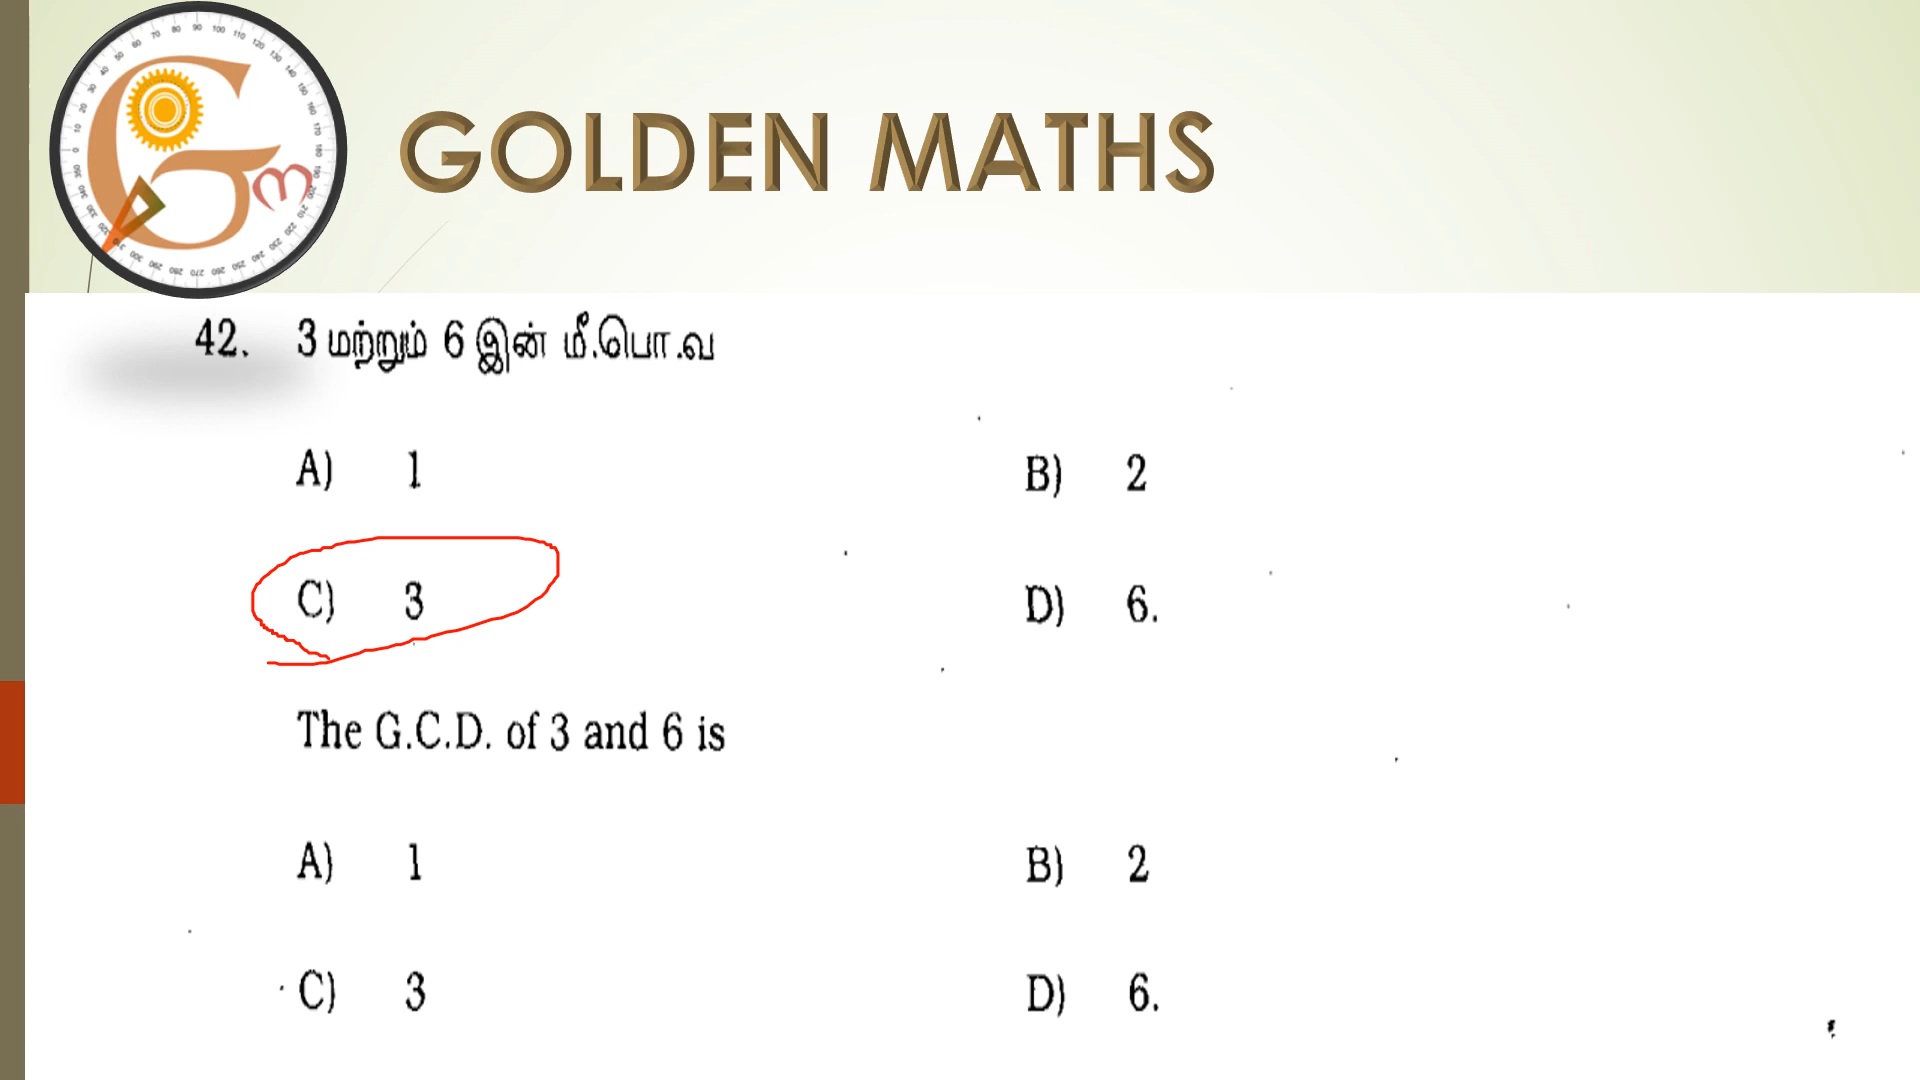 GOLDEN MATHS
42. 3 மற்றும் 6 இன் மீ.பொ.வ
A) 1 B) 2
C) 3 D) 6.
The G.C.D. of 3 and 6 is
A) 1 B) 2
C) 3 D) 6.